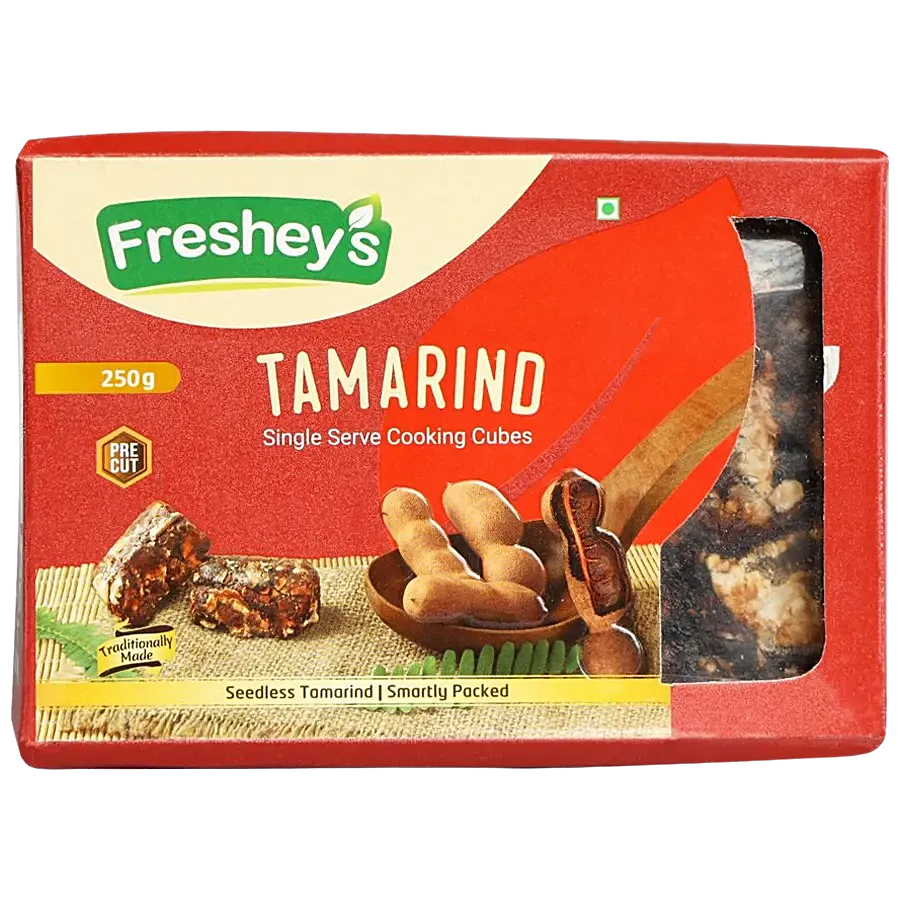 Freshey's
250g
TAMARIND
Single Serve Cooking Cubes
PRE
CUT
Traditionally
Made
Seedless Tamarind | Smartly Packed